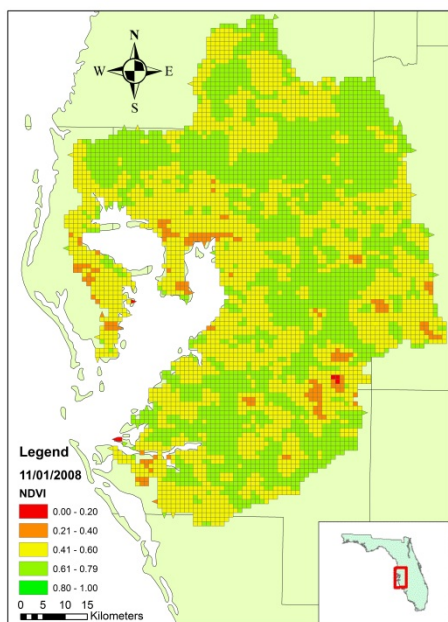 N
W E
S
Legend
11/01/2008
NDVI
0.00 - 0.20
0.21 - 0.40
0.41 - 0.60
0.61 - 0.79
0.80 - 1.00
0 5 10 15
Kilometers